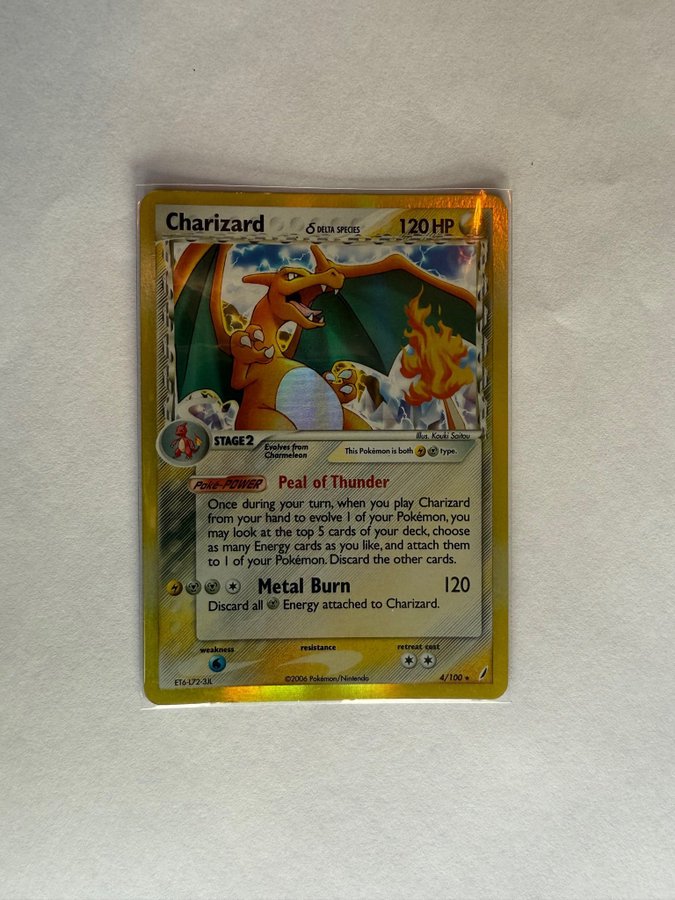 Charizard δ DELTA SPECIES 120 HP
Illus. Kouki Saitou
STAGE2 Evolves from
Charmeleon
This Pokémon is both type.
Poké-POWER Peal of Thunder
Once during your turn, when you play Charizard
from your hand to evolve 1 of your Pokémon, you
may look at the top 5 cards of your deck, choose
as many Energy cards as you like, and attach them
to 1 of your Pokémon. Discard the other cards.
Metal Burn 120
Discard all Energy attached to Charizard.
weakness resistance retreat cost
ET6-L72-3JL ©2006 Pokémon/Nintendo 4/100 ★